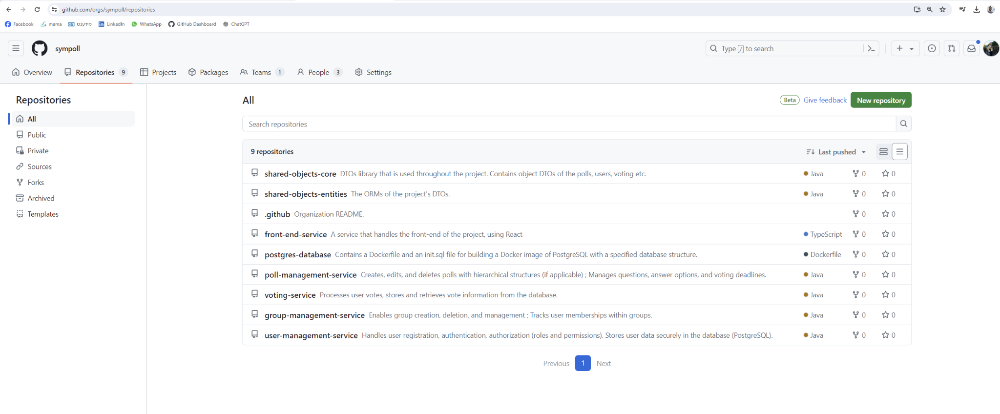 github.com/orgs/sympoll/repositories
Facebook mama on מידענט LinkedIn WhatsApp GitHub Dashboard ChatGPT
sympoll Type / to search
Overview Repositories 9 Projects Packages Teams 1 People 3 Settings
Repositories
All
Public
Private
Sources
Forks
Archived
Templates
All Beta Give feedback New repository
Search repositories
9 repositories Last pushed
shared-objects-core DTOs library that is used throughout the project. Contains object DTOs of the polls, users, voting etc. Java 0 0
shared-objects-entities The ORMs of the project's DTOs. Java 0 0
.github Organization README. 0 0
front-end-service A service that handles the front-end of the project, using React TypeScript 0 0
postgres-database Contains a Dockerfile and an init.sql file for building a Docker image of PostgreSQL with a specified database structure. Dockerfile 0 0
poll-management-service Creates, edits, and deletes polls with hierarchical structures (if applicable) ; Manages questions, answer options, and voting deadlines. Java 0 0
voting-service Processes user votes, stores and retrieves vote information from the database. Java 0 0
group-management-service Enables group creation, deletion, and management ; Tracks user memberships within groups. Java 0 0
user-management-service Handles user registration, authentication, authorization (roles and permissions). Stores user data securely in the database (PostgreSQL). Java 0 0
Previous 1 Next